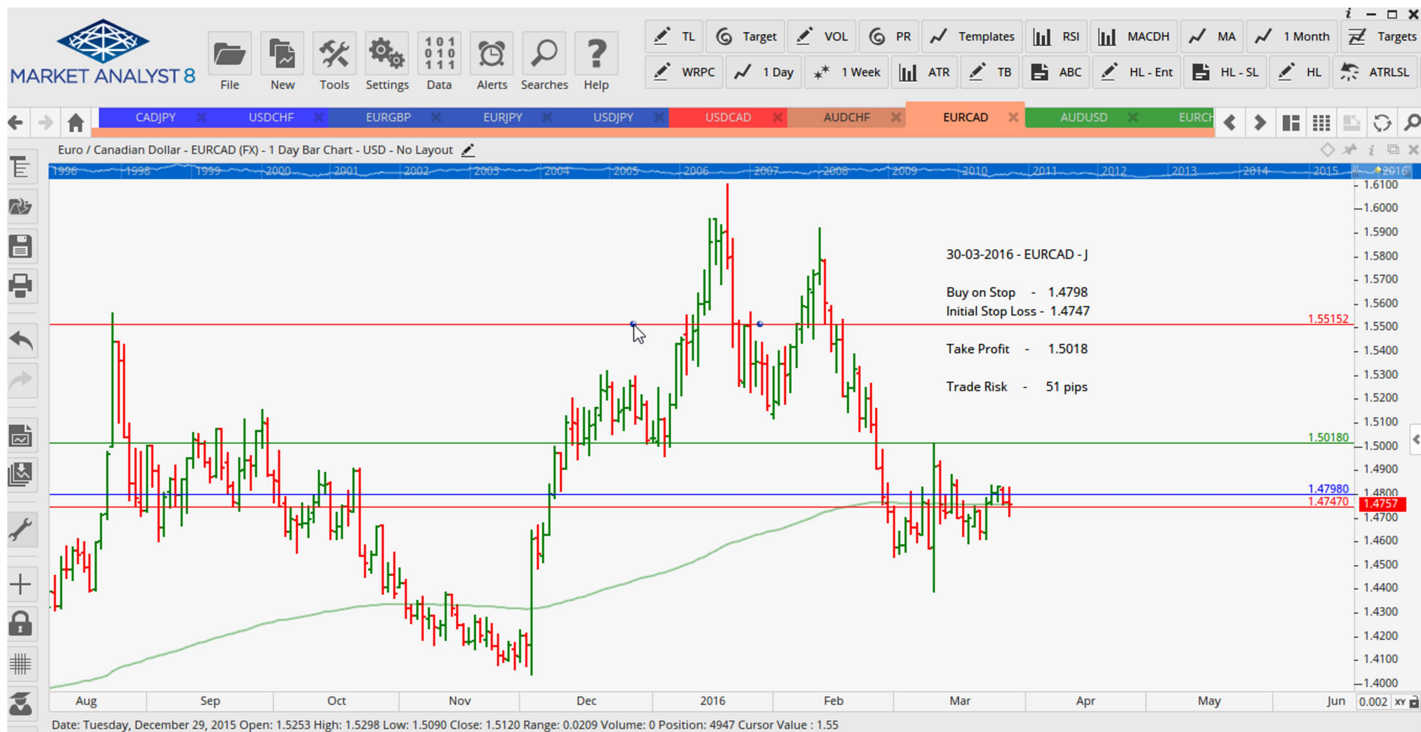 i
MARKET ANALYST 8
File New Tools Settings Data Alerts Searches Help
101 010 111
TL Target VOL PR Templates RSI MACDH MA 1 Month Targets
WRPC 1 Day 1 Week ATR TB ABC HL - Ent HL - SL HL ATRLSL
CADJPY USDCHF EURGBP EURJPY USDJPY USDCAD AUDCHF EURCAD AUDUSD EURCH
Euro / Canadian Dollar - EURCAD (FX) - 1 Day Bar Chart - USD - No Layout
1996 1998 1999 2000 2001 2002 2003 2004 2005 2006 2007 2008 2009 2010 2011 2012 2013 2014 2015 2016
1.6100
1.6000
1.5900
1.5800
1.5700
1.5600
1.5500
1.5400
1.5300
1.5200
1.5100
1.5000
1.4900
1.4800
1.4757
1.4700
1.4600
1.4500
1.4400
1.4300
1.4200
1.4100
1.4000
30-03-2016 - EURCAD - J
Buy on Stop - 1.4798
Initial Stop Loss - 1.4747
Take Profit - 1.5018
Trade Risk - 51 pips
1.55152
1.50180
1.47980
1.47470
Aug Sep Oct Nov Dec 2016 Feb Mar Apr May Jun 0.002 XY
Date: Tuesday, December 29, 2015 Open: 1.5253 High: 1.5298 Low: 1.5090 Close: 1.5120 Range: 0.0209 Volume: 0 Position: 4947 Cursor Value : 1.55